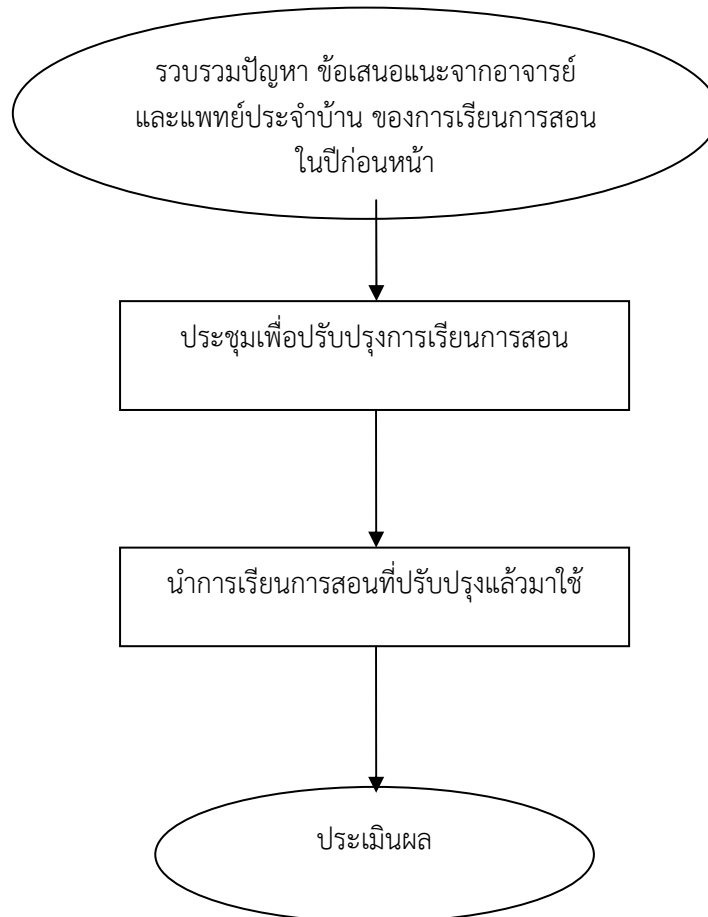 รวบรวมปัญหา ข้อเสนอแนะจากอาจารย์
และแพทย์ประจำบ้าน ของการเรียนการสอน
ในปีก่อนหน้า
ประชุมเพื่อปรับปรุงการเรียนการสอน
นำการเรียนการสอนที่ปรับปรุงแล้วมาใช้
ประเมินผล